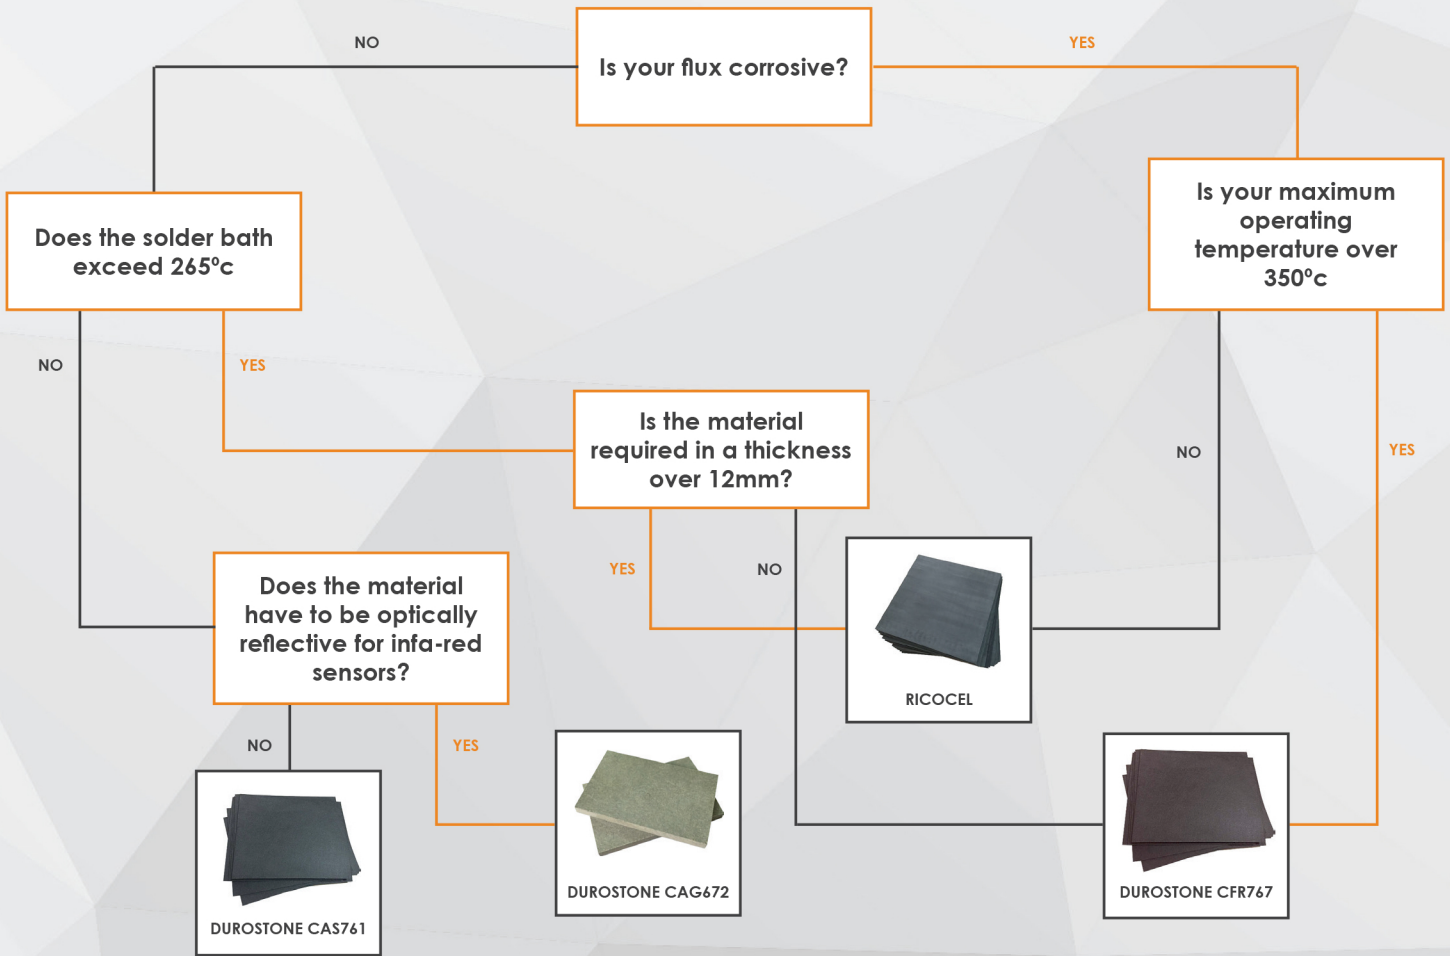 NO
YES
Is your flux corrosive?
Is your maximum
operating
temperature over
350ºc
Does the solder bath
exceed 265ºc
NO
YES
Is the material
required in a thickness
over 12mm?
NO
YES
YES
NO
Does the material
have to be optically
reflective for infa-red
sensors?
RICOCEL
NO
YES
DUROSTONE CAG672
DUROSTONE CFR767
DUROSTONE CAS761